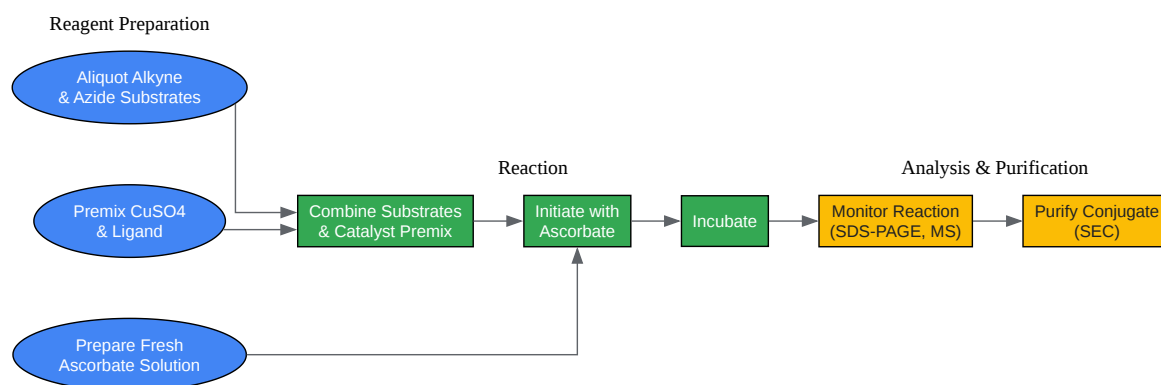 Reagent Preparation
Aliquot Alkyne
& Azide Substrates
Reaction
Analysis & Purification
Premix CuSO4
& Ligand
Combine Substrates
& Catalyst Premix
Initiate with
Ascorbate
Incubate
Monitor Reaction
(SDS-PAGE, MS)
Purify Conjugate
(SEC)
Prepare Fresh
Ascorbate Solution